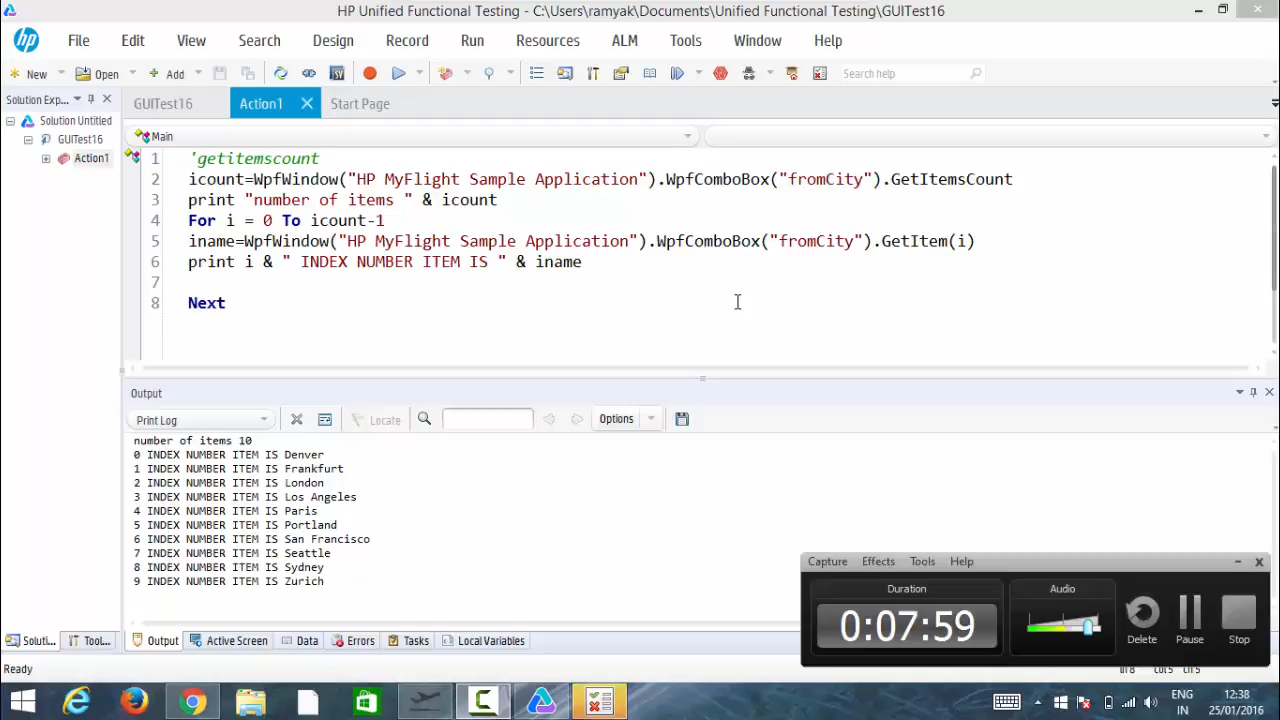 HP Unified Functional Testing - C:\Users\ramyak\Documents\Unified Functional Testing\GUITest16
hp File Edit View Search Design Record Run Resources ALM Tools Window Help
New Open Add Search help
Solution Exp... GUITest16 Action1 Start Page
Solution Untitled
GUITest16
Action1
Main
1 'getitemscount
2 icount=WpfWindow("HP MyFlight Sample Application").WpfComboBox("fromCity").GetItemsCount
3 print "number of items " & icount
4 For i = 0 To icount-1
5 iname=WpfWindow("HP MyFlight Sample Application").WpfComboBox("fromCity").GetItem(i)
6 print i & " INDEX NUMBER ITEM IS " & iname
7
8 Next
Output
Print Log Locate Options
number of items 10
0 INDEX NUMBER ITEM IS Denver
1 INDEX NUMBER ITEM IS Frankfurt
2 INDEX NUMBER ITEM IS London
3 INDEX NUMBER ITEM IS Los Angeles
4 INDEX NUMBER ITEM IS Paris
5 INDEX NUMBER ITEM IS Portland
6 INDEX NUMBER ITEM IS San Francisco
7 INDEX NUMBER ITEM IS Seattle
8 INDEX NUMBER ITEM IS Sydney
9 INDEX NUMBER ITEM IS Zurich
Capture Effects Tools Help
Duration Audio
0:07:59
Delete Pause Stop
Soluti... Tool... Output Active Screen Data Errors Tasks Local Variables
Ready
ENG 12:38
IN 25/01/2016